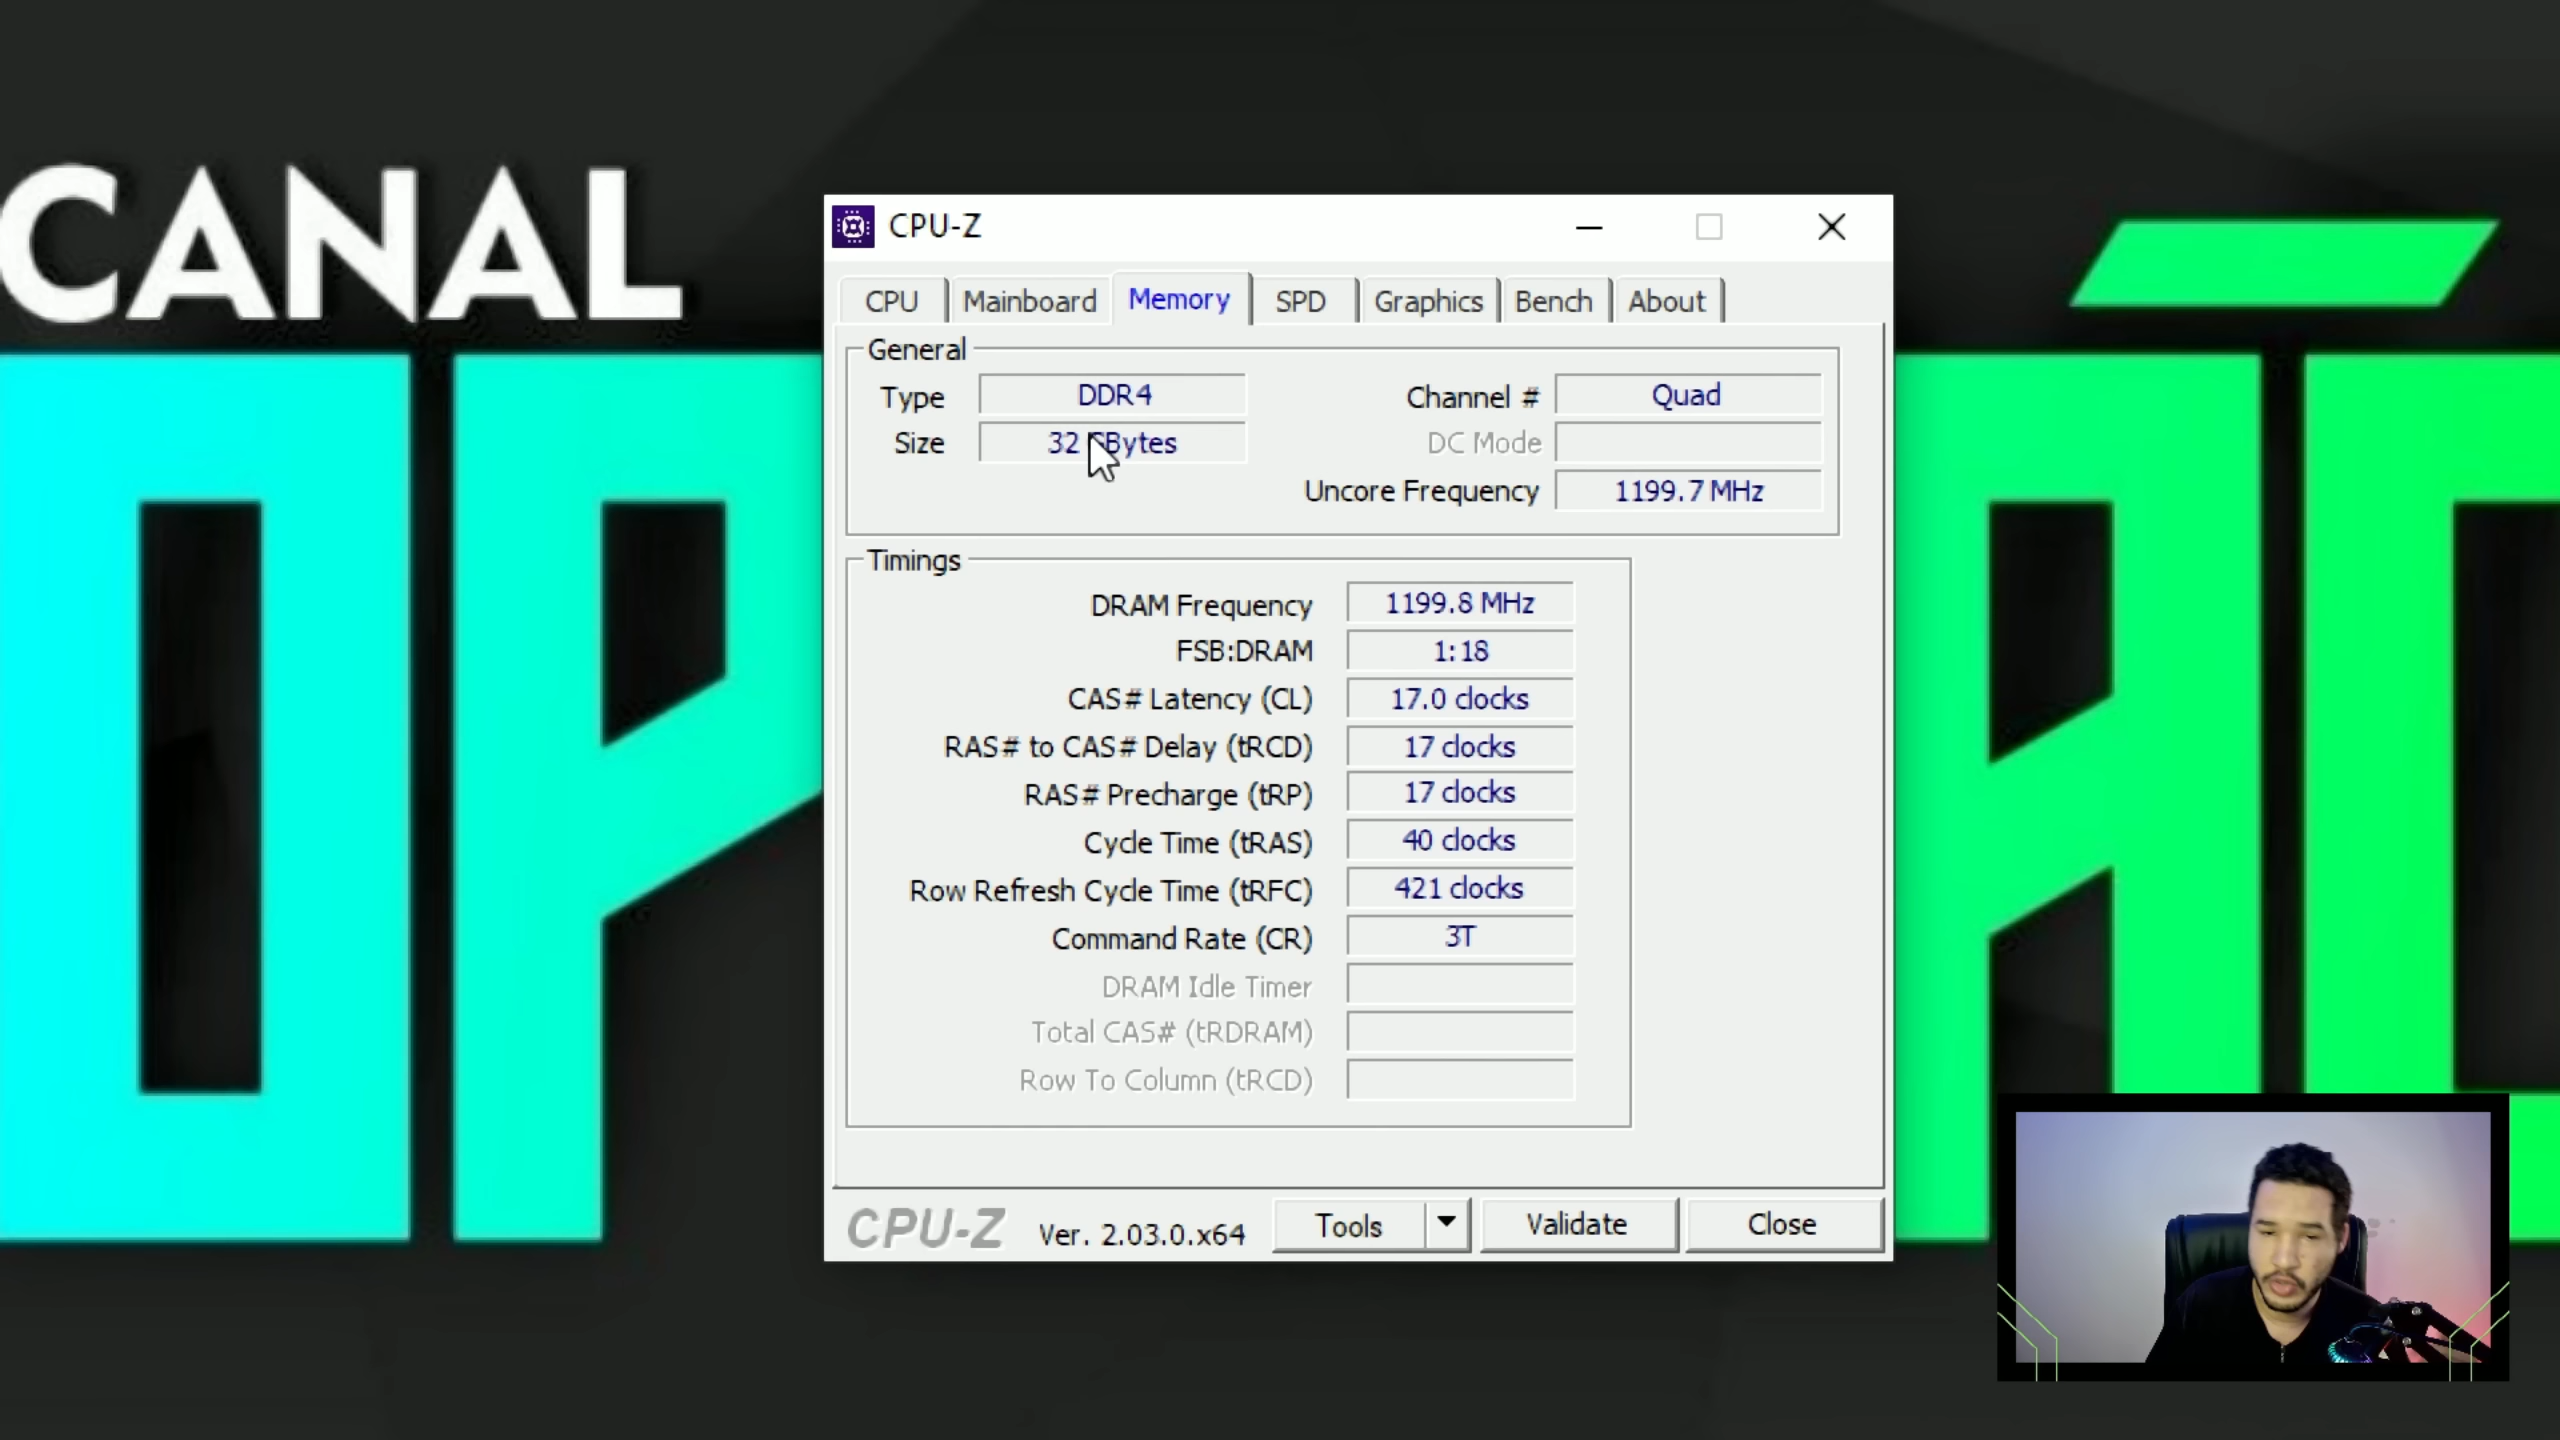 CANAL
CPU-Z
CPU Mainboard Memory SPD Graphics Bench About
General
Type DDR4 Channel # Quad
Size 32 GBytes DC Mode
Uncore Frequency 1199.7 MHz
Timings
DRAM Frequency 1199.8 MHz
FSB:DRAM 1:18
CAS# Latency (CL) 17.0 clocks
RAS# to CAS# Delay (tRCD) 17 clocks
RAS# Precharge (tRP) 17 clocks
Cycle Time (tRAS) 40 clocks
Row Refresh Cycle Time (tRFC) 421 clocks
Command Rate (CR) 3T
DRAM Idle Timer
Total CAS# (tRDRAM)
Row To Column (tRCD)
CPU-Z Ver. 2.03.0.x64 Tools Validate Close